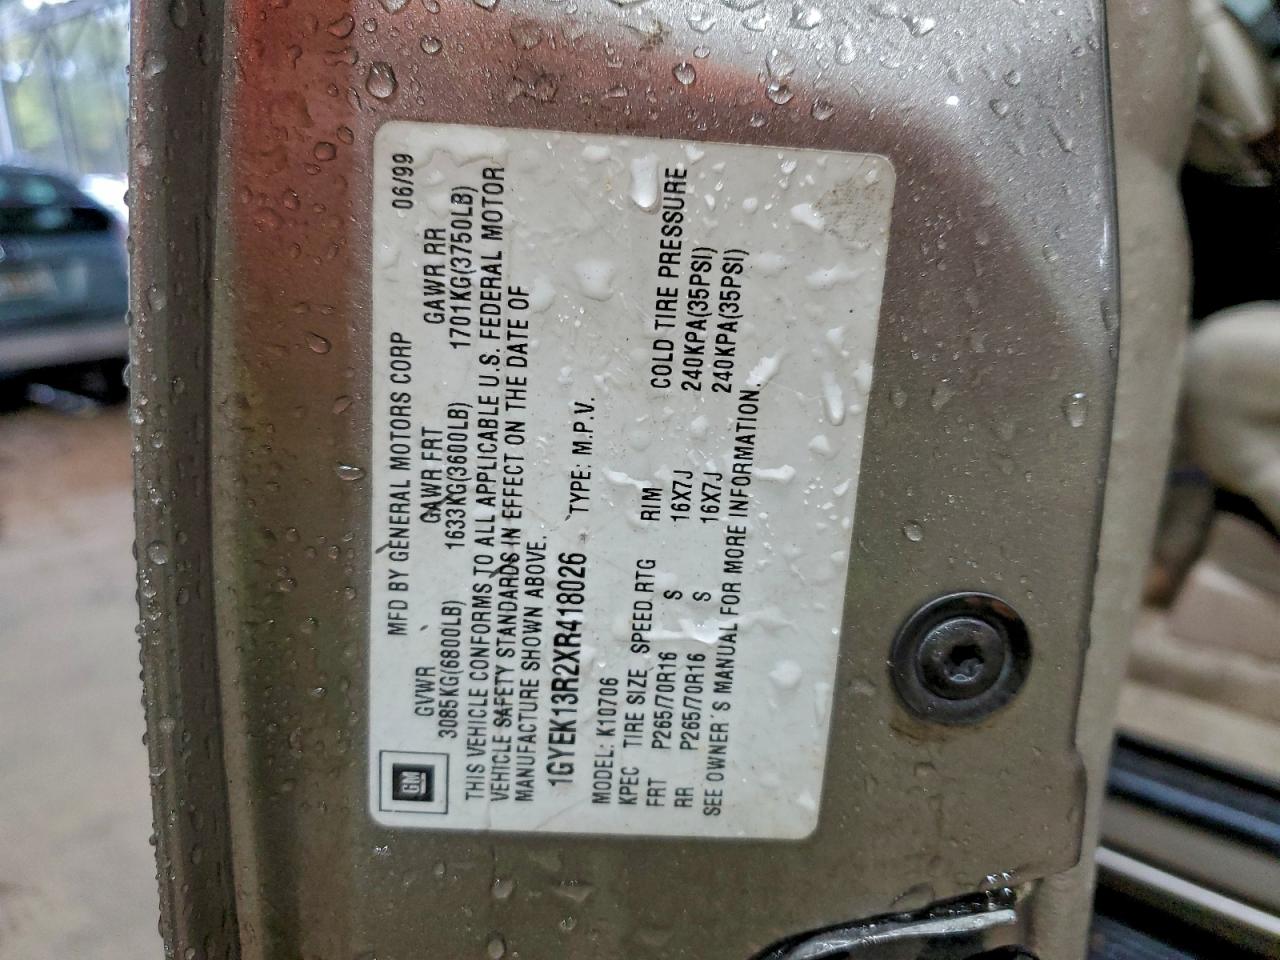 GM
MFD BY GENERAL MOTORS CORP 06/99
GVWR GAWR FRT GAWR RR
3085KG(6800LB) 1633KG(3600LB) 1701KG(3750LB)
THIS VEHICLE CONFORMS TO ALL APPLICABLE U.S. FEDERAL MOTOR
VEHICLE SAFETY STANDARDS IN EFFECT ON THE DATE OF
MANUFACTURE SHOWN ABOVE.
1GYEK13R2XR418026 TYPE: M.P.V.
MODEL: K10706
KPEC TIRE SIZE SPEED RTG RIM COLD TIRE PRESSURE
FRT P265/70R16 S 16X7J 240KPA(35PSI)
RR P265/70R16 S 16X7J 240KPA(35PSI)
SEE OWNER'S MANUAL FOR MORE INFORMATION.